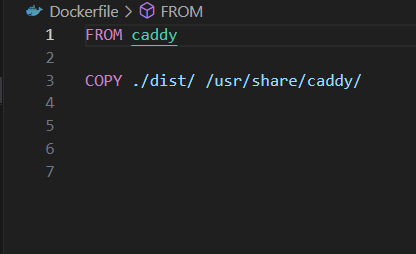 Dockerfile > FROM
1 FROM caddy
2
3 COPY ./dist/ /usr/share/caddy/
4
5
6
7